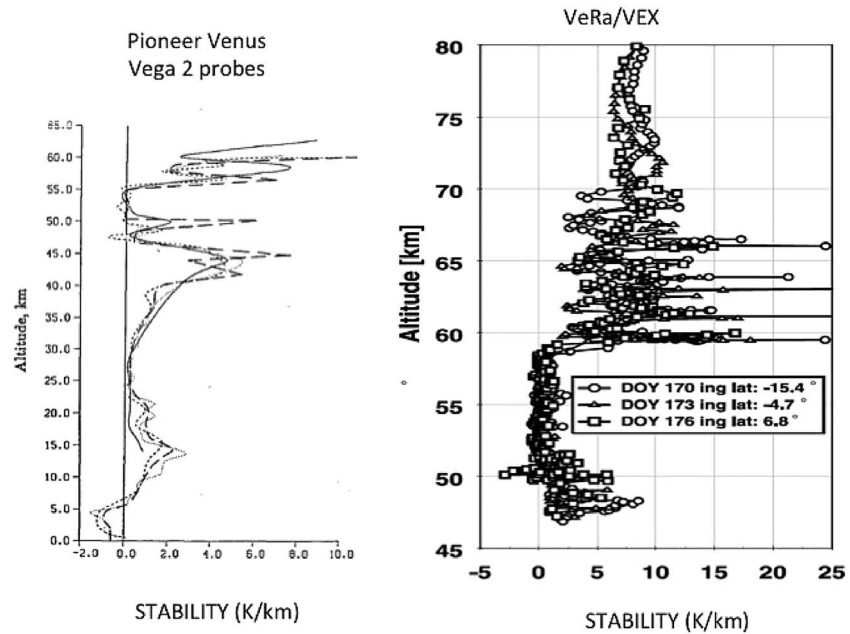 Pioneer Venus
Vega 2 probes
65.0
60.0
55.0
50.0
45.0
40.0
35.0
30.0
25.0
20.0
15.0
10.0
5.0
0.0
Altitude, km
-2.0 0.0 2.0 4.0 6.0 8.0 10.0
STABILITY (K/km)
VeRa/VEX
80
75
70
65
60
55
50
45
Altitude [km]
DOY 170 ing lat: -15.4 °
DOY 173 ing lat: -4.7 °
DOY 176 ing lat: 6.8 °
-5 0 5 10 15 20 25
STABILITY (K/km)